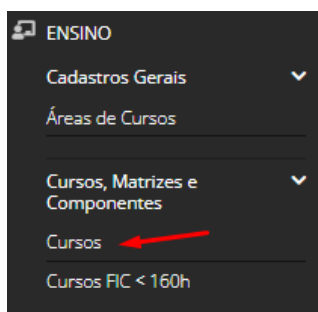 ENSINO
Cadastros Gerais
Áreas de Cursos
Cursos, Matrizes e
Componentes
Cursos
Cursos FIC < 160h